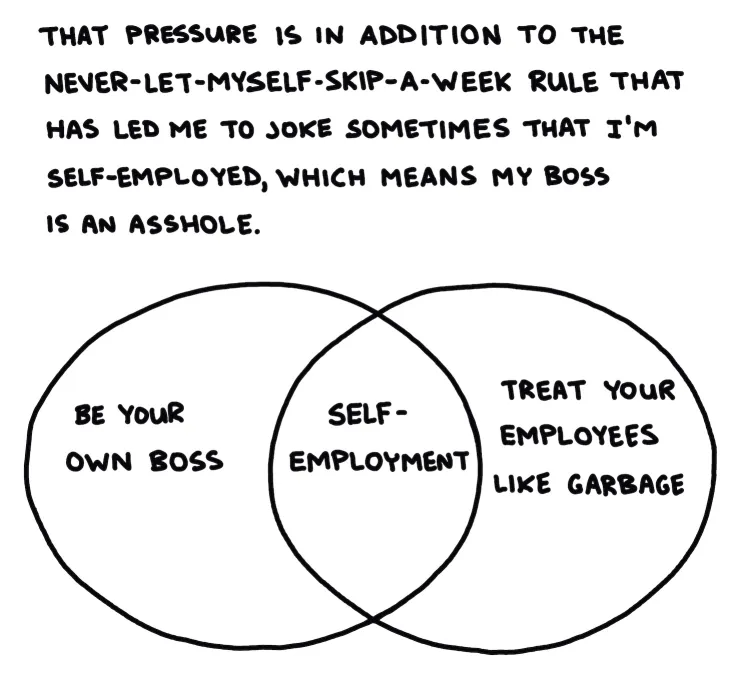 THAT PRESSURE IS IN ADDITION TO THE
NEVER-LET-MYSELF-SKIP-A-WEEK RULE THAT
HAS LED ME TO JOKE SOMETIMES THAT I'M
SELF-EMPLOYED, WHICH MEANS MY BOSS
IS AN ASSHOLE.
BE YOUR
OWN BOSS
SELF-
EMPLOYMENT
TREAT YOUR
EMPLOYEES
LIKE GARBAGE